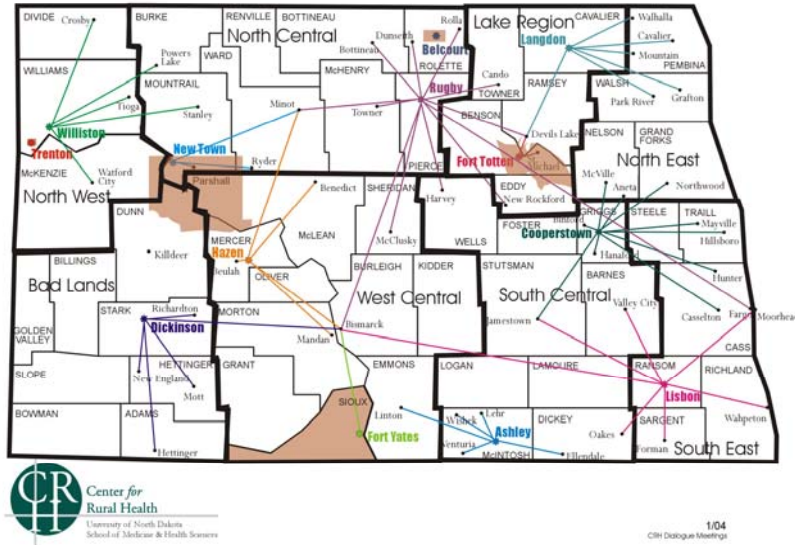 DIVIDE
Crosby
BURKE
RENVILLE
BOTTINEAU
North Central
Bottineau
Dunseith
Rolla
Belcourt
ROLETTE
Lake Region
CAVALIER
Langdon
Walhalla
Cavalier
Mountain
PEMBINA
Park River
Grafton
WILLIAMS
Powers
Lake
WARD
MOUNTRAIL
Tioga
Stanley
Williston
Trenton
McHENRY
Minot
Towner
Rugby
Cando
TOWNER
RAMSEY
WALSH
BENSON
Devils Lake
NELSON
GRAND
FORKS
North East
New Town
Ryder
Parshall
PIERCE
Fort Totten
St.
Michael
McKENZIE
North West
Watford
City
DUNN
Killdeer
MERCER
Hazen
Beulah
Benedict
McLEAN
SHERIDAN
McClusky
Harvey
WELLS
EDDY
New Rockford
FOSTER
McVille
Aneta
Northwood
Binford
GRIGGS
STEELE
TRAILL
Cooperstown
Mayville
Hillsboro
Hannaford
Hunter
Casselton
Fargo
Moorhead
CASS
BILLINGS
Bad Lands
GOLDEN
VALLEY
STARK
Richardton
Dickinson
OLIVER
MORTON
BURLEIGH
KIDDER
West Central
Bismarck
Mandan
STUTSMAN
BARNES
South Central
Valley City
Jamestown
SLOPE
HETTINGER
New England
Mott
GRANT
EMMONS
LOGAN
LAMOURE
RANSOM
Lisbon
RICHLAND
BOWMAN
ADAMS
Hettinger
SIOUX
Fort Yates
Linton
Wishek
Lehr
Ashley
Venturia
McINTOSH
DICKEY
Ellendale
SARGENT
Oakes
Forman
Wahpeton
South East
CRH
Center for
Rural Health
University of North Dakota
School of Medicine & Health Sciences
1/04
CRH Dialogue Meetings